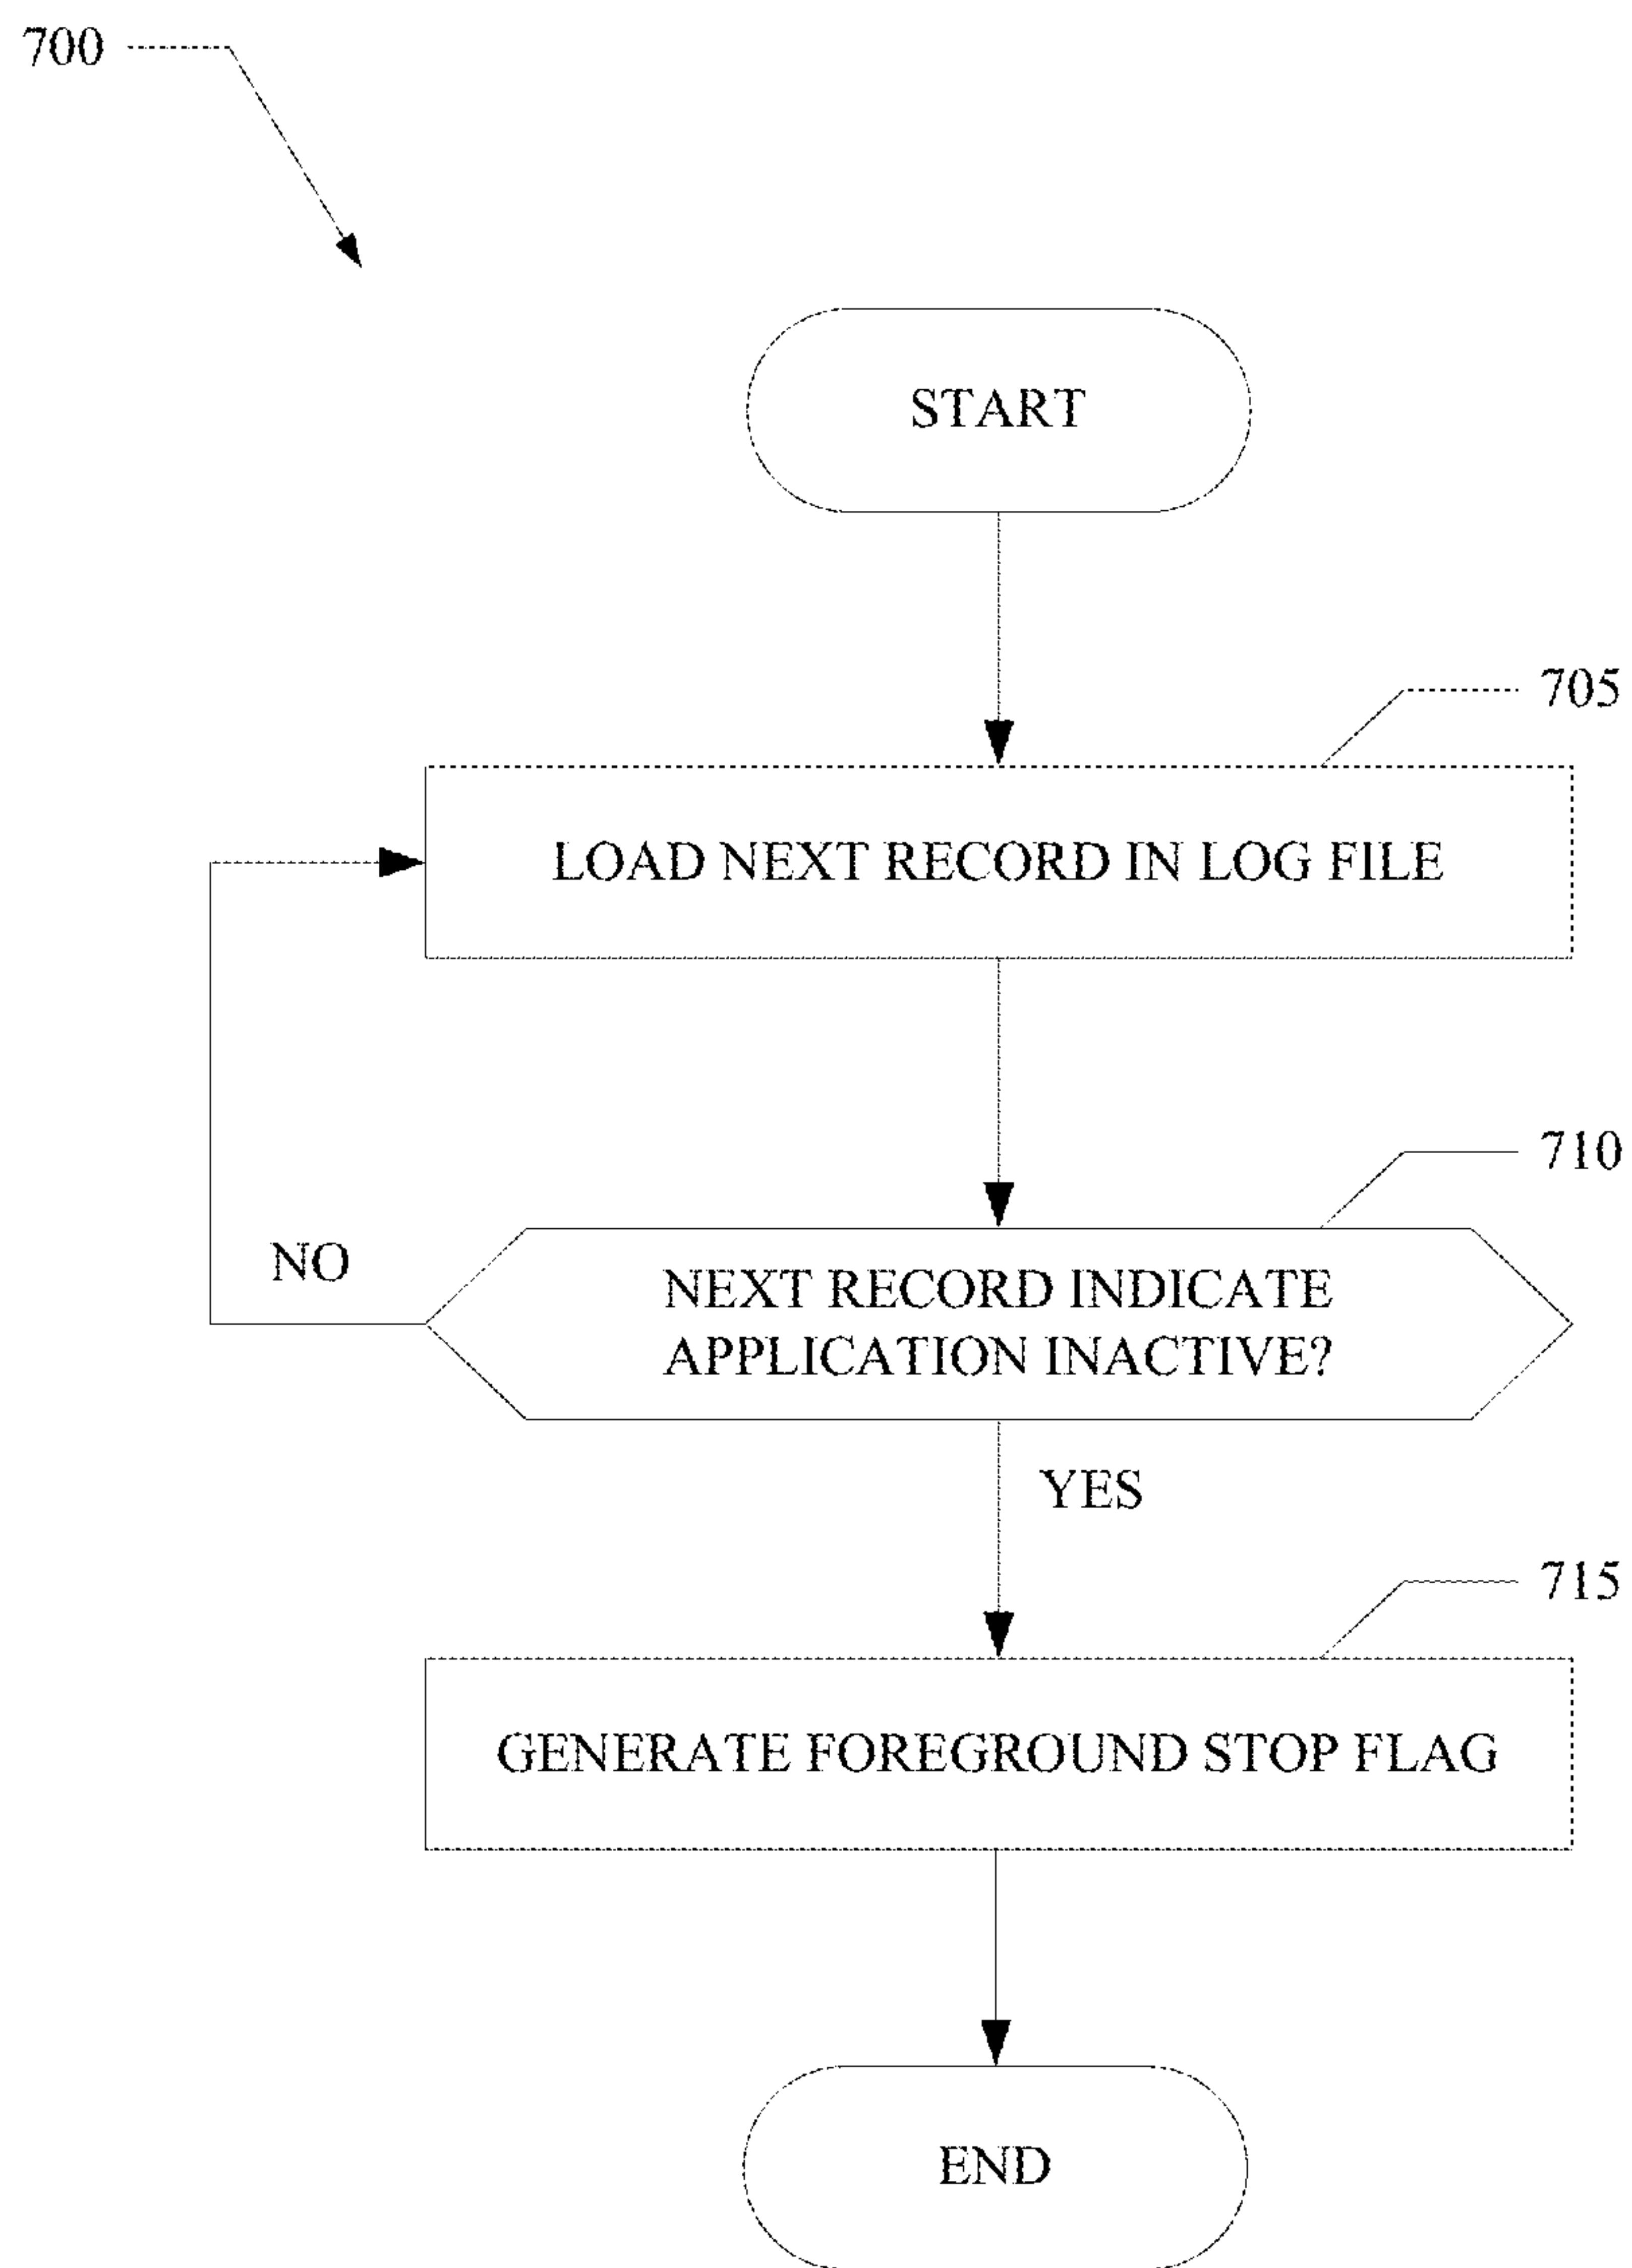 700
START
705
LOAD NEXT RECORD IN LOG FILE
710
NO
NEXT RECORD INDICATE
APPLICATION INACTIVE?
YES
715
GENERATE FOREGROUND STOP FLAG
END